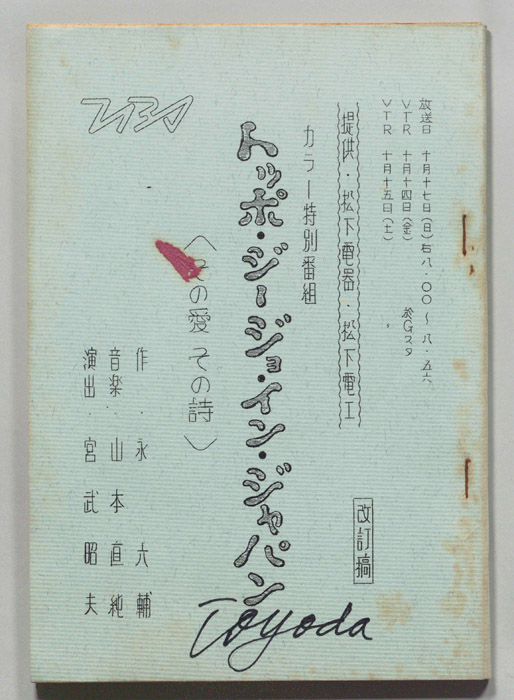 放送日 十月十七日(日)后八・〇〇〜八・五六
VTR 十月十四日(金) 於Gスタ
VTR 十月十五日(土) 〃
提供・松下電器・松下電工
改訂稿
カラー特別番組
トッポ・ジージョ・イン・ジャパン
〈その愛 その詩〉
作・永 六輔
音楽・山本直純
演出・宮武昭夫
TBS
Toyoda